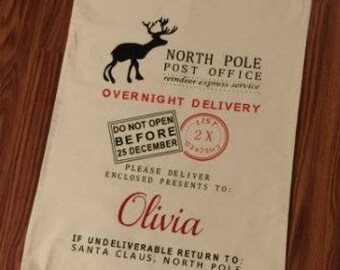 NORTH POLE
POST OFFICE
reindeer express service
OVERNIGHT DELIVERY
DO NOT OPEN
BEFORE
25 DECEMBER
LIST
2X
CHECKED
PLEASE DELIVER
ENCLOSED PRESENTS TO:
Olivia
IF UNDELIVERABLE RETURN TO:
SANTA CLAUS, NORTH POLE